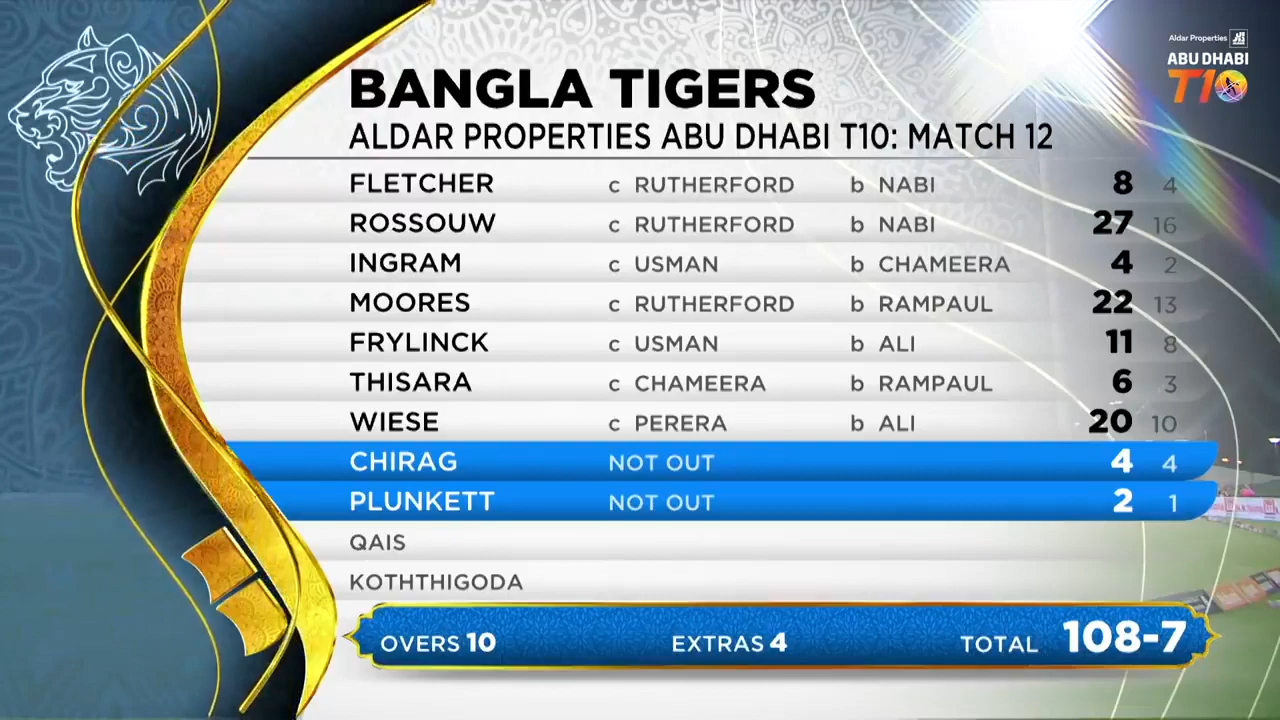 Aldar Properties
ABU DHABI
T10
BANGLA TIGERS
ALDAR PROPERTIES ABU DHABI T10: MATCH 12
FLETCHER c RUTHERFORD b NABI 8 4
ROSSOUW c RUTHERFORD b NABI 27 16
INGRAM c USMAN b CHAMEERA 4 2
MOORES c RUTHERFORD b RAMPAUL 22 13
FRYLINCK c USMAN b ALI 11 8
THISARA c CHAMEERA b RAMPAUL 6 3
WIESE c PERERA b ALI 20 10
CHIRAG NOT OUT 4 4
PLUNKETT NOT OUT 2 1
QAIS
KOTHTHIGODA
OVERS 10 EXTRAS 4 TOTAL 108-7